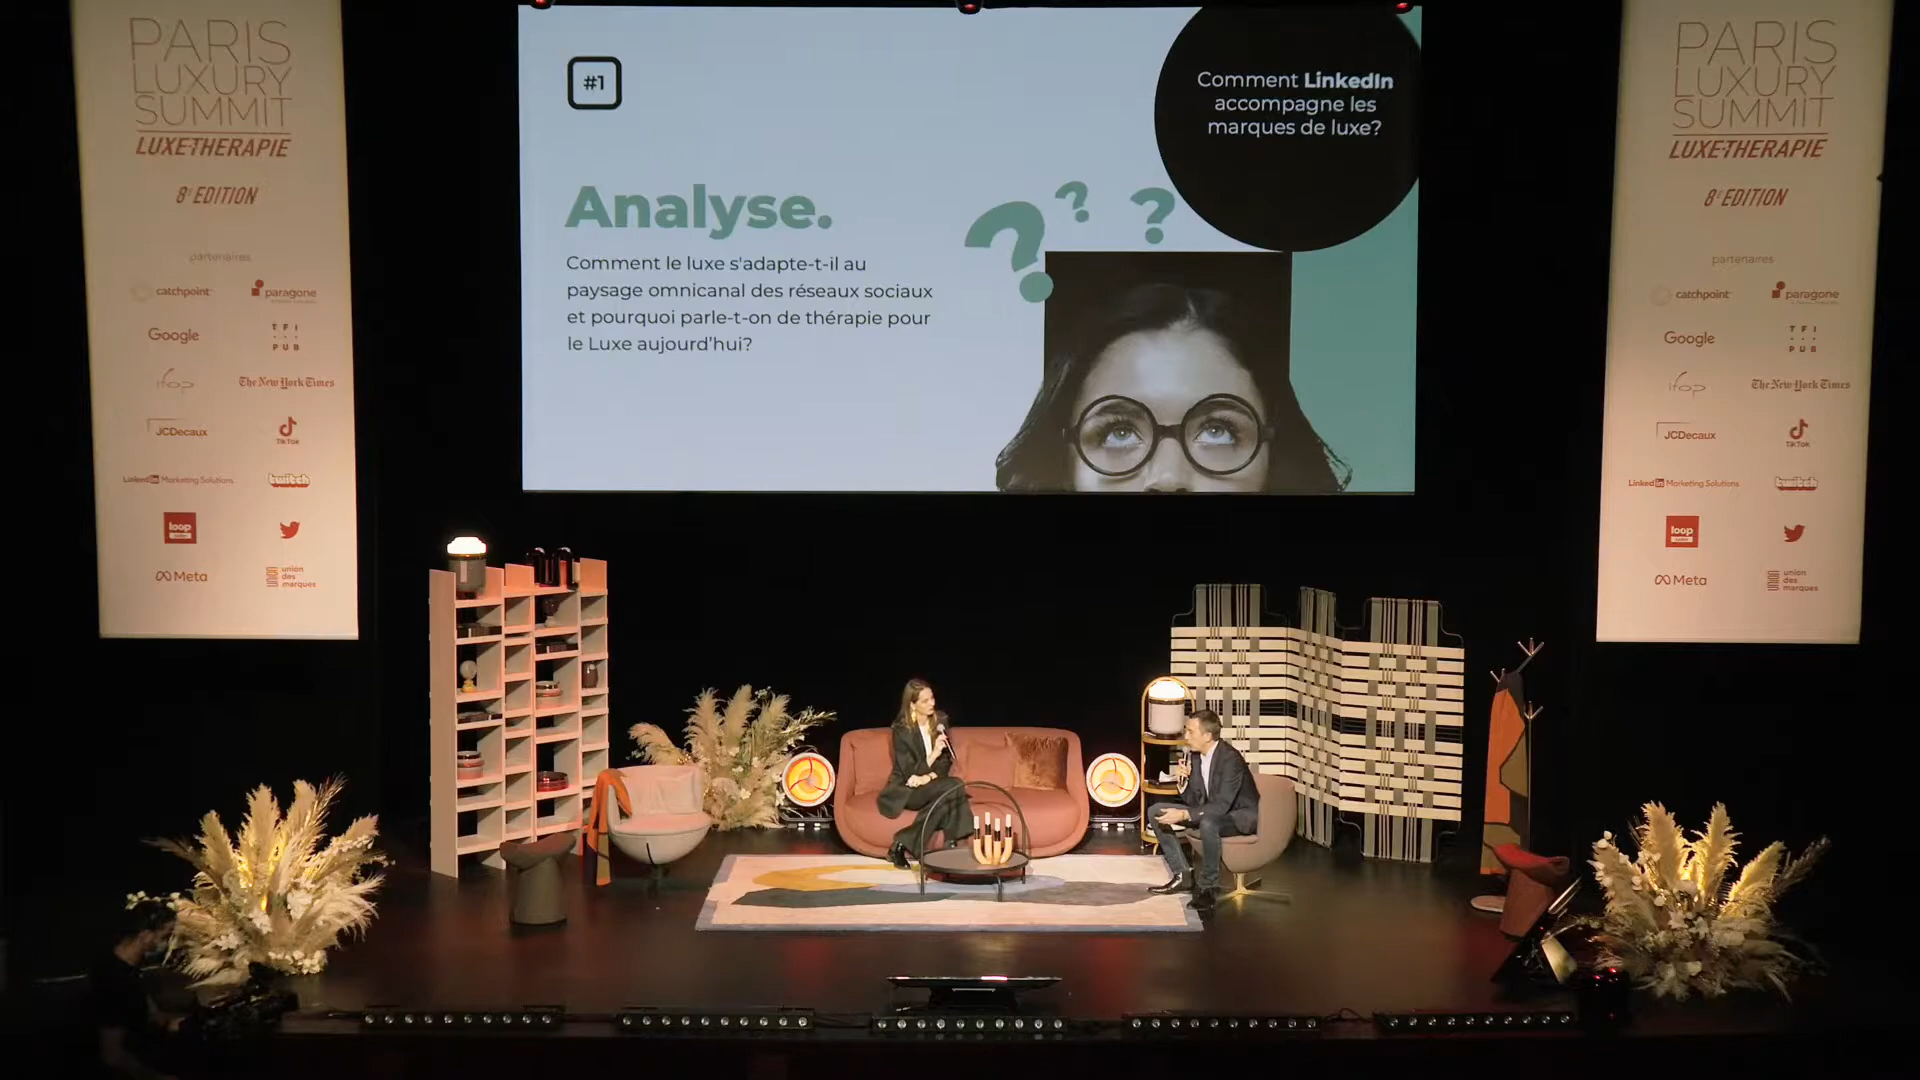 PARIS
LUXURY
SUMMIT
LUXE-THERAPIE
8E EDITION
partenaires
catchpoint
paragone
Google
TF1
PUB
ifop
The New York Times
JCDecaux
TikTok
LinkedIn Marketing Solutions
twitch
loop
Twitter
Meta
union
des
marques
#1
Analyse.
Comment le luxe s'adapte-t-il au
paysage omnicanal des réseaux sociaux
et pourquoi parle-t-on de thérapie pour
le Luxe aujourd'hui?
Comment LinkedIn
accompagne les
marques de luxe?
? ? ?
PARIS
LUXURY
SUMMIT
LUXE-THERAPIE
8E EDITION
partenaires
catchpoint
paragone
Google
TF1
PUB
ifop
The New York Times
JCDecaux
TikTok
LinkedIn Marketing Solutions
twitch
loop
Meta
union
des
marques